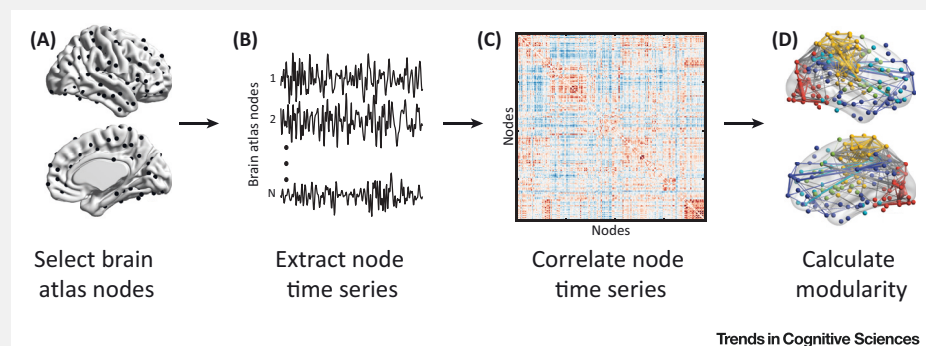 (A)
(B)
(C)
(D)
Brain atlas nodes
1
2
N
Nodes
Nodes
Select brain
atlas nodes
Extract node
time series
Correlate node
time series
Calculate
modularity
Trends in Cognitive Sciences